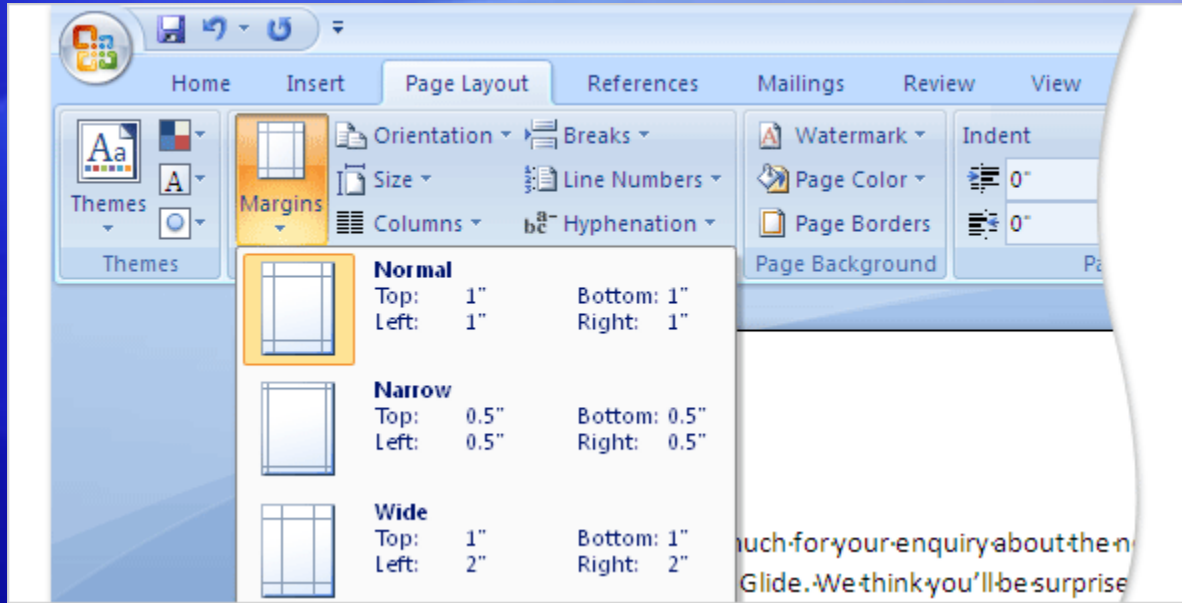 Home Insert Page Layout References Mailings Review View
Orientation Breaks Watermark Indent
Size Line Numbers Page Color 0"
Themes Margins Columns Hyphenation Page Borders 0"
Themes Page Background
Normal
Top: 1" Bottom: 1"
Left: 1" Right: 1"
Narrow
Top: 0.5" Bottom: 0.5"
Left: 0.5" Right: 0.5"
Wide
Top: 1" Bottom: 1"
Left: 2" Right: 2"
for your enquiry about the
Glide. We think you'll be surprise